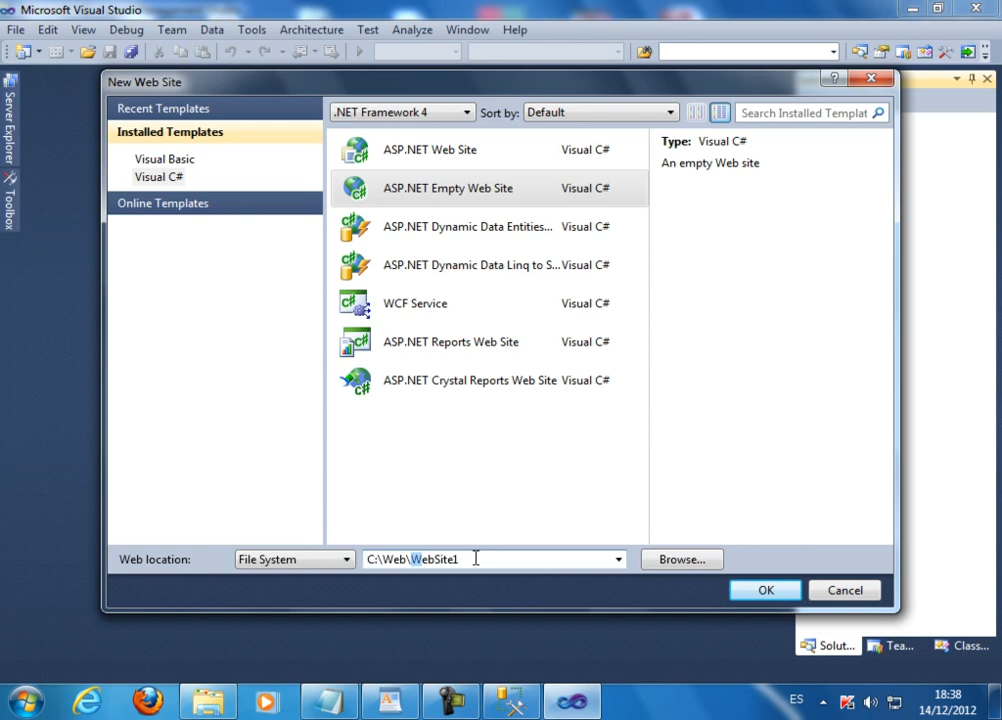 Microsoft Visual Studio
File Edit View Debug Team Data Tools Architecture Test Analyze Window Help
New Web Site
Recent Templates
.NET Framework 4 Sort by: Default Search Installed Templat
Installed Templates
Visual Basic
Visual C#
Online Templates
ASP.NET Web Site Visual C#
ASP.NET Empty Web Site Visual C#
ASP.NET Dynamic Data Entities... Visual C#
ASP.NET Dynamic Data Linq to S... Visual C#
WCF Service Visual C#
ASP.NET Reports Web Site Visual C#
ASP.NET Crystal Reports Web Site Visual C#
Type: Visual C#
An empty Web site
Server Explorer
Toolbox
Web location: File System C:\Web\WebSite1 Browse...
OK Cancel
Solut... Tea... Class...
ES 18:38
14/12/2012